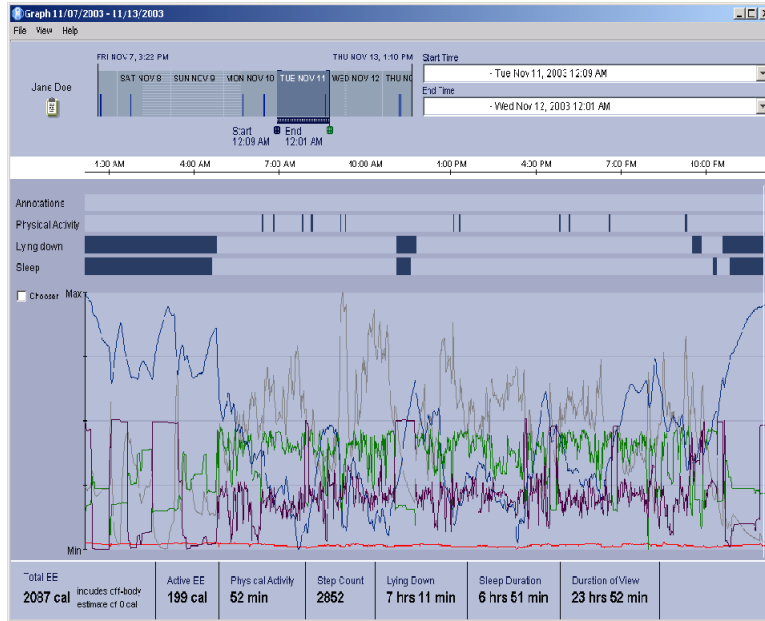 Graph 11/07/2003 - 11/13/2003
File View Help
FRI NOV 7, 3:22 PM
THU NOV 13, 1:10 PM
Start Time
SAT NOV 8 SUN NOV 9 MON NOV 10 TUE NOV 11 WED NOV 12 THU NO
- Tue Nov 11, 2003 12:09 AM
Jane Doe
End Time
- Wed Nov 12, 2003 12:01 AM
Start End
12:09 AM 12:01 AM
1:00 AM 4:00 AM 7:00 AM 10:00 AM 1:00 PM 4:00 PM 7:00 PM 10:00 PM
Annotations
Physical Activity
Lying down
Sleep
Chooser Max
Min
Total EE
2087 cal
includes off-body
estimate of 0 cal
Active EE
199 cal
Physical Activity
52 min
Step Count
2852
Lying Down
7 hrs 11 min
Sleep Duration
6 hrs 51 min
Duration of View
23 hrs 52 min